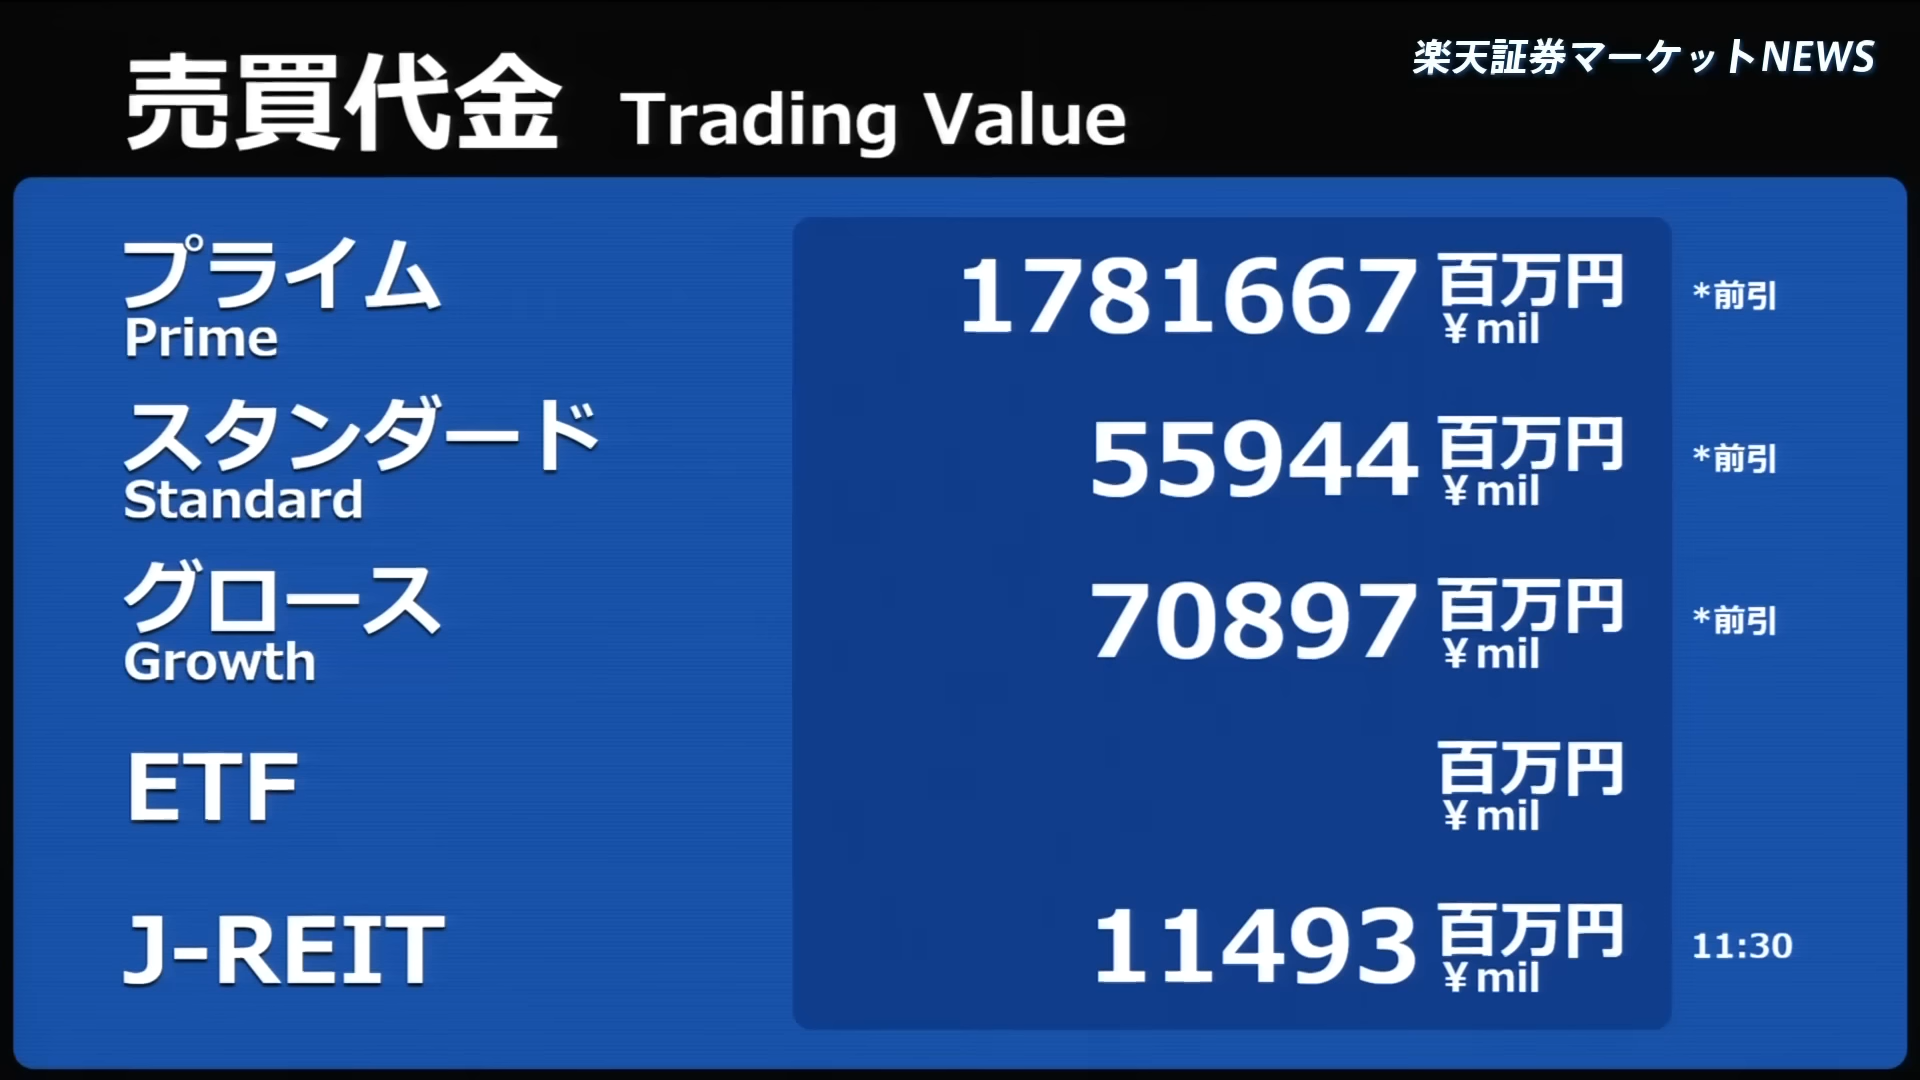 楽天証券マーケットNEWS
売買代金 Trading Value
プライム
Prime
1781667 百万円
¥mil
*前引
スタンダード
Standard
55944 百万円
¥mil
*前引
グロース
Growth
70897 百万円
¥mil
*前引
ETF
百万円
¥mil
J-REIT
11493 百万円
¥mil
11:30